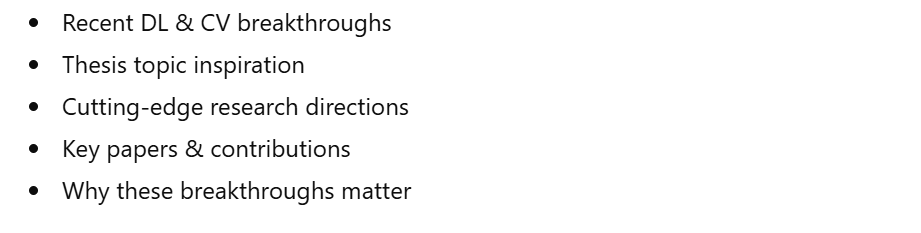 • Recent DL & CV breakthroughs
• Thesis topic inspiration
• Cutting-edge research directions
• Key papers & contributions
• Why these breakthroughs matter